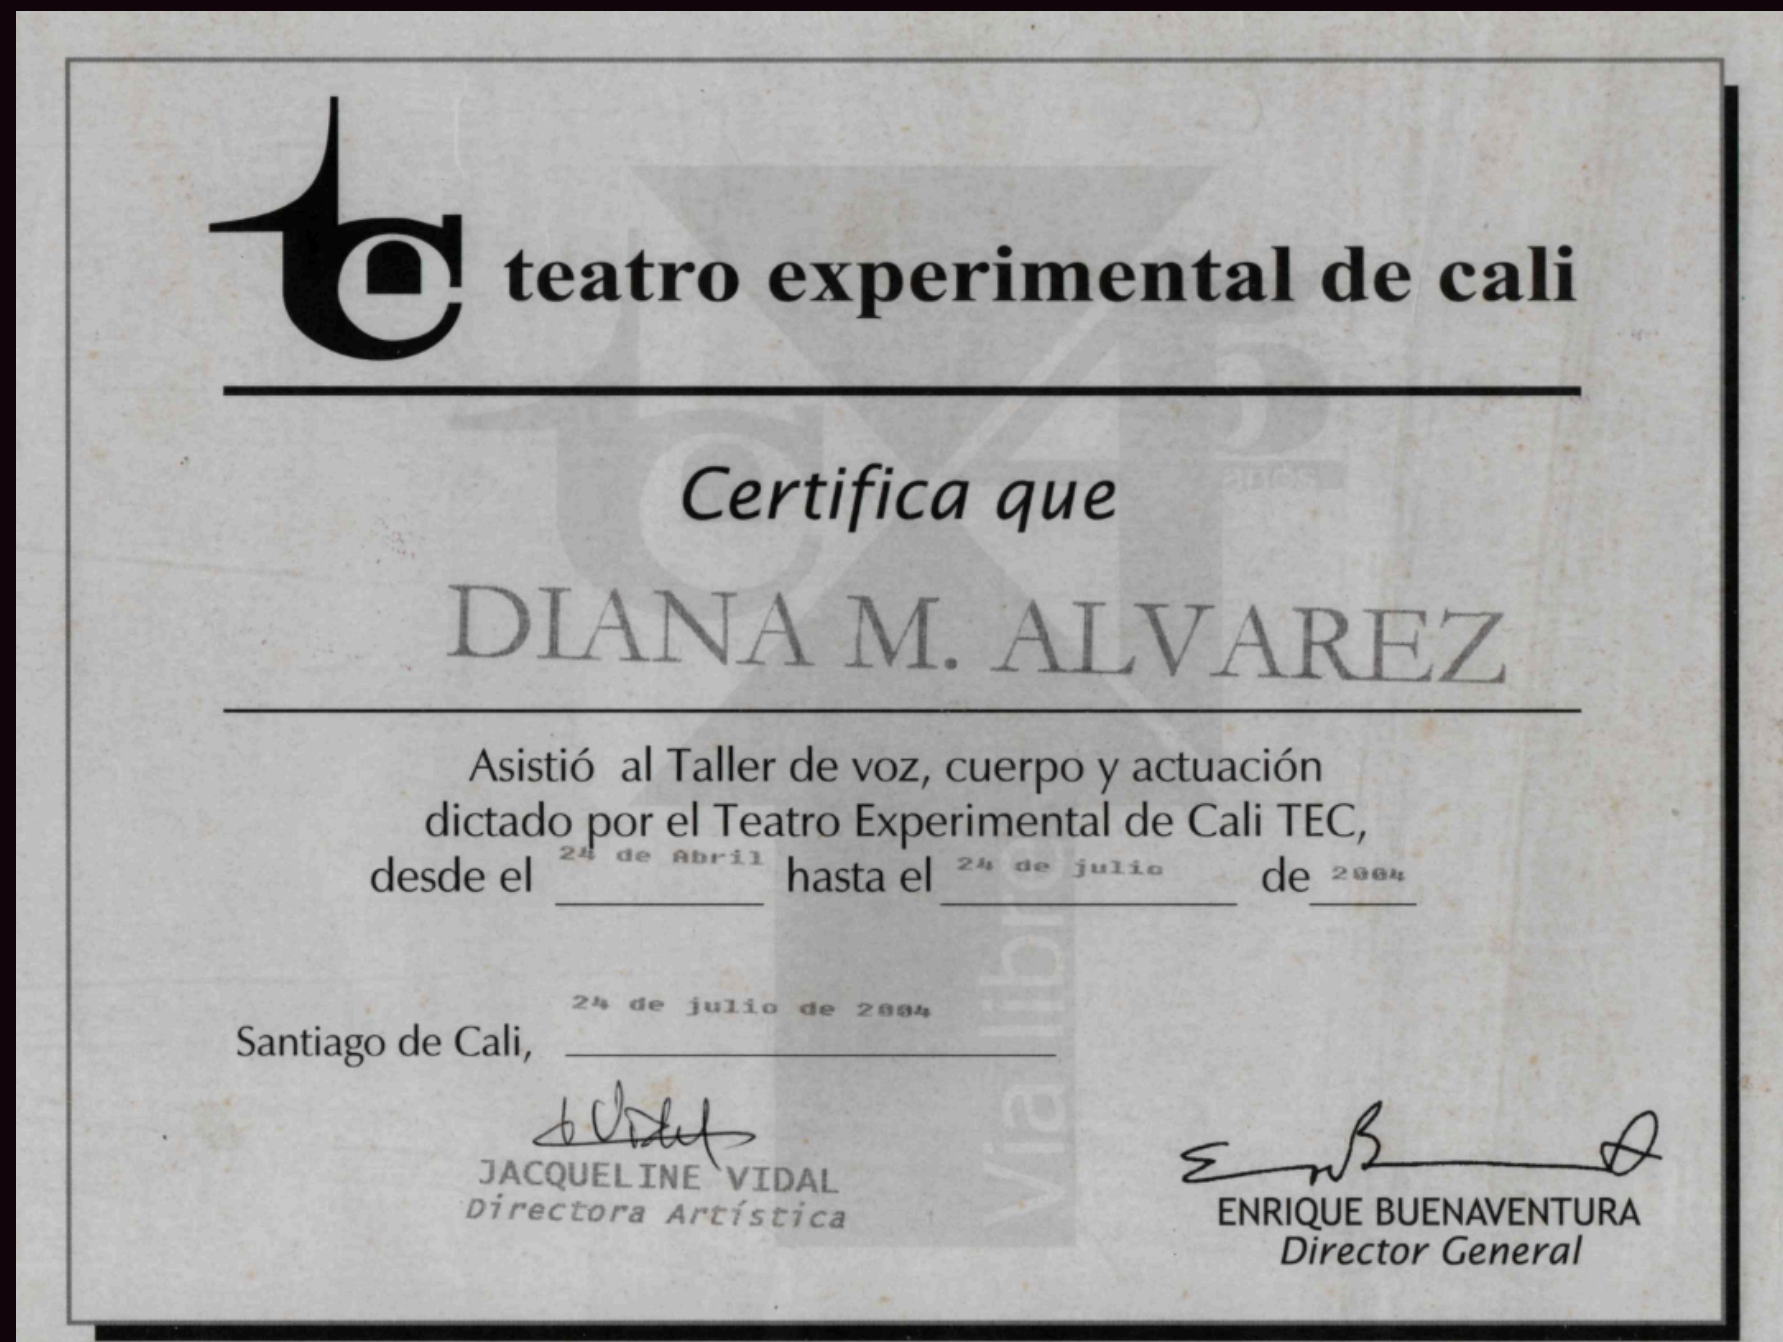 teatro experimental de cali
Certifica que
DIANA M. ALVAREZ
Asistió al Taller de voz, cuerpo y actuación
dictado por el Teatro Experimental de Cali TEC,
desde el 24 de Abril hasta el 24 de julio de 2004
Santiago de Cali, 24 de julio de 2004
JACQUELINE VIDAL
Directora Artística
ENRIQUE BUENAVENTURA
Director General
Via libre